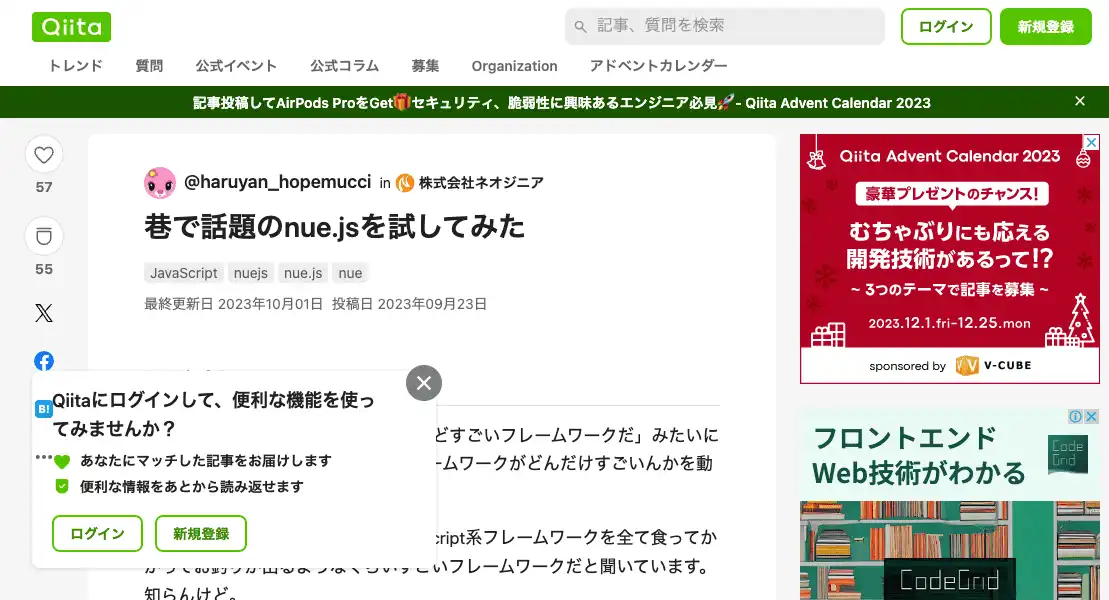 Qiita
記事、質問を検索
ログイン
新規登録
トレンド 質問 公式イベント 公式コラム 募集 Organization アドベントカレンダー
記事投稿してAirPods ProをGet🎁セキュリティ、脆弱性に興味あるエンジニア必見🚀- Qiita Advent Calendar 2023
57
55
@haruyan_hopemucci in 株式会社ネオジニア
巷で話題のnue.jsを試してみた
JavaScript nuejs nue.js nue
最終更新日 2023年10月01日 投稿日 2023年09月23日
どすごいフレームワークだ」みたいに
ームワークがどんだけすごいんかを動
cript系フレームワークを全て食ってか
すごいフレームワークだと聞いています。
知らんけど。
B!
Qiitaにログインして、便利な機能を使っ
てみませんか？
あなたにマッチした記事をお届けします
便利な情報をあとから読み返せます
ログイン
新規登録
Qiita Advent Calendar 2023
豪華プレゼントのチャンス!
むちゃぶりにも応える
開発技術があるって!?
~ 3つのテーマで記事を募集 ~
2023.12.1.fri-12.25.mon
sponsored by V-CUBE
フロントエンド
Web技術がわかる
Code
Grid
CodeGrid